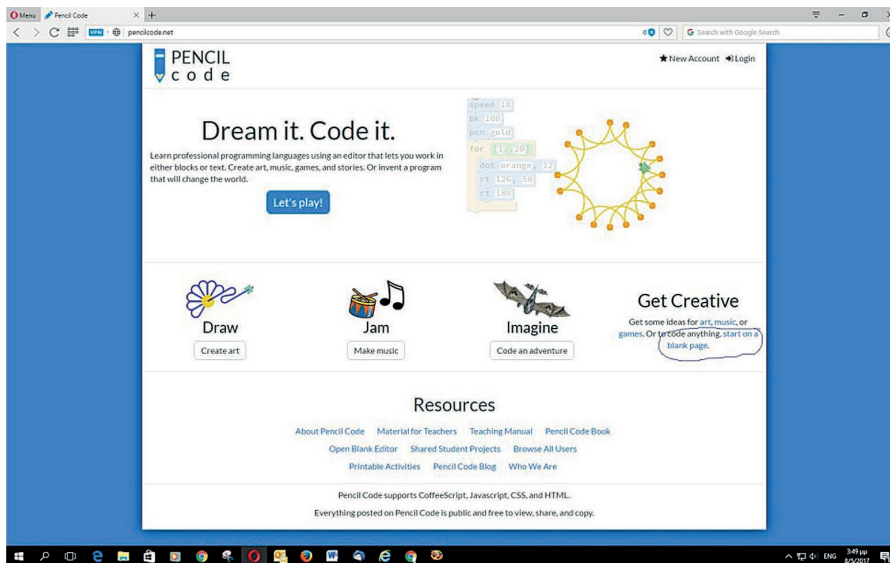 Menu
Pencil Code
VPN
pencilcode.net
Search with Google Search
PENCIL
code
New Account Login
Dream it. Code it.
Learn professional programming languages using an editor that lets you work in
either blocks or text. Create art, music, games, and stories. Or invent a program
that will change the world.
Let's play!
speed 10
bk 100
pen gold
for [1..20]
dot orange, 12
rt 126, 50
rt 180
Draw
Create art
Jam
Make music
Imagine
Code an adventure
Get Creative
Get some ideas for art, music, or
games. Or to code anything, start on a
blank page.
Resources
About Pencil Code Material for Teachers Teaching Manual Pencil Code Book
Open Blank Editor Shared Student Projects Browse All Users
Printable Activities Pencil Code Blog Who We Are
Pencil Code supports CoffeeScript, Javascript, CSS, and HTML.
Everything posted on Pencil Code is public and free to view, share, and copy.
ENG
3:49 μμ
8/5/2017